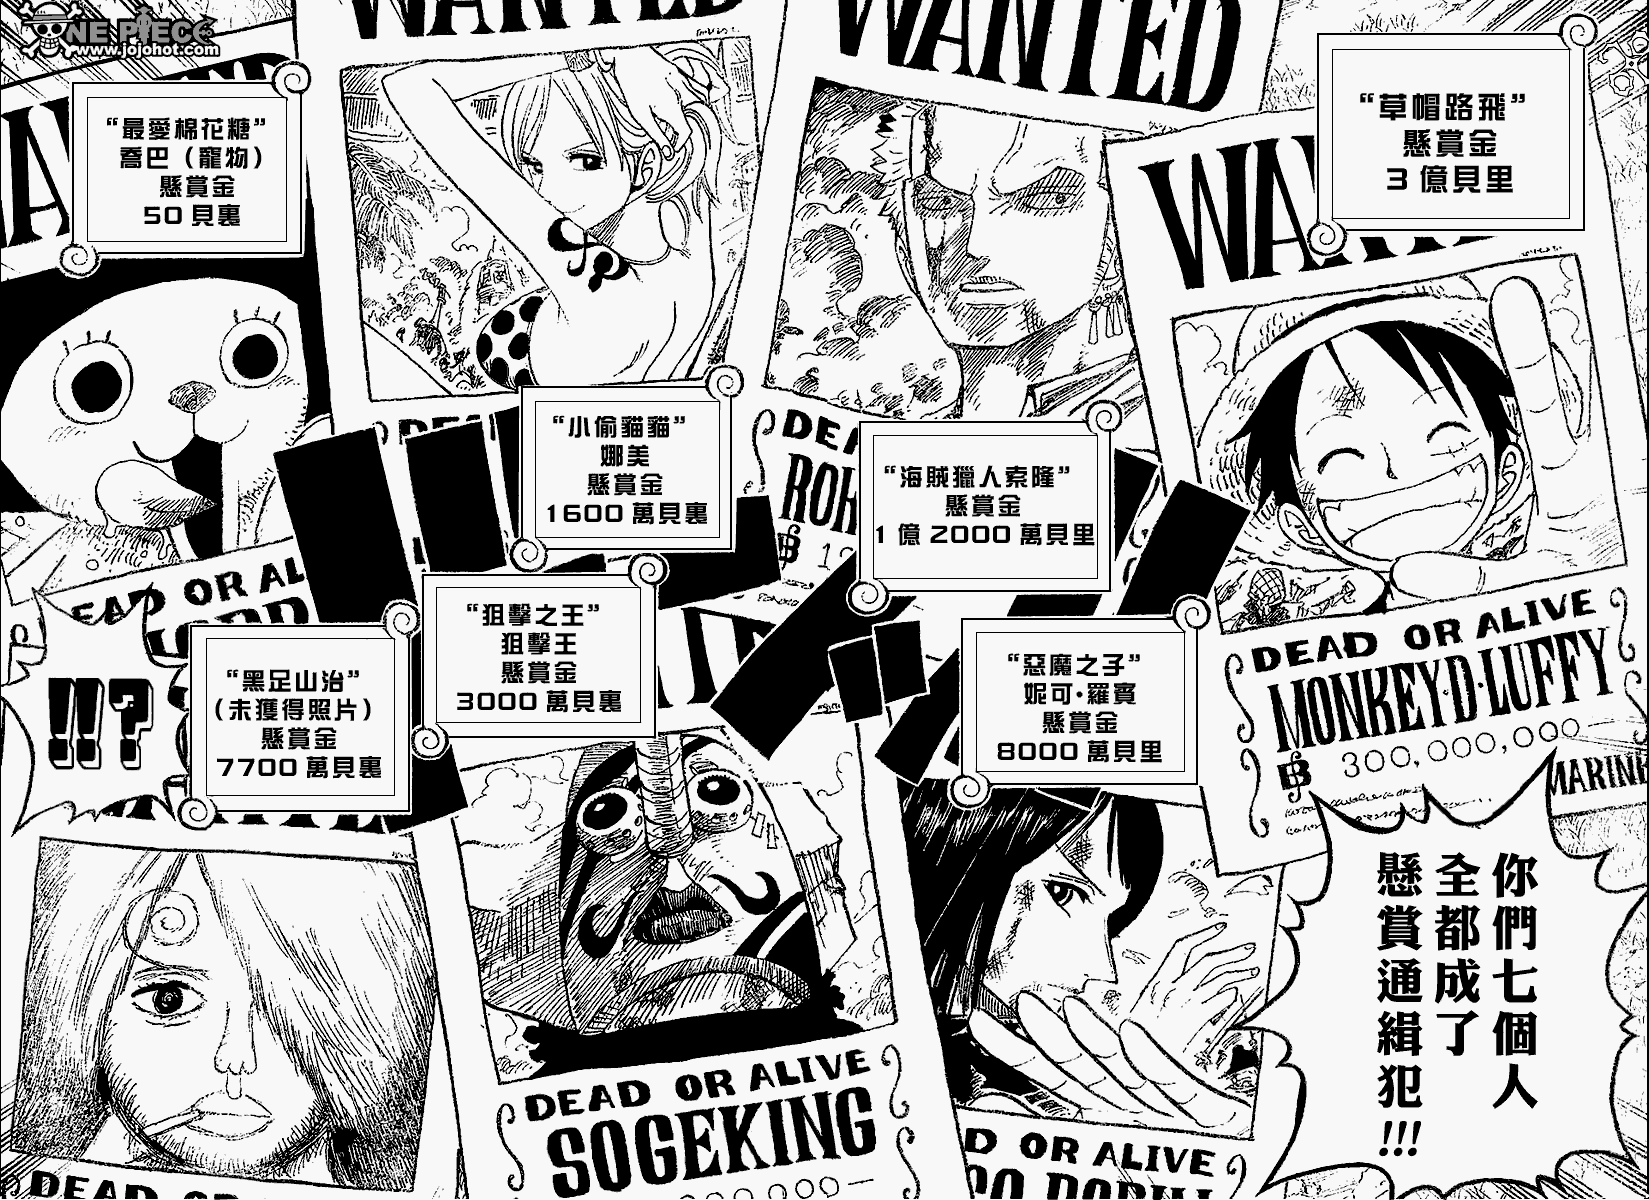 ONE PIECE
www.jojohot.com
WANTED
WANTED
“最愛棉花糖”
喬巴（寵物）
懸賞金
50 貝裏
“草帽路飛”
懸賞金
3 億貝里
“小偷貓貓”
娜美
懸賞金
1600 萬貝裏
“海賊獵人索隆”
懸賞金
1 億 2000 萬貝里
“狙擊之王”
狙擊王
懸賞金
3000 萬貝裏
“惡魔之子”
妮可·羅賓
懸賞金
8000 萬貝里
“黑足山治”
（未獲得照片）
懸賞金
7700 萬貝裏
!!?
DEAD OR ALIVE
MONKEY·D·LUFFY
300,000,000
MARINE
你們七個人
全都成了
懸賞通緝犯!!!
DEAD OR ALIVE
SOGEKING
D OR ALIVE
DEAD OR AL